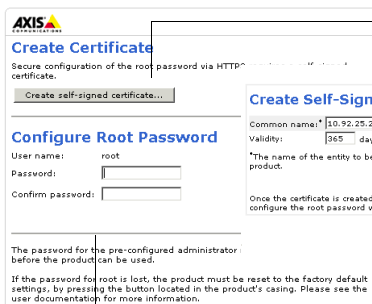 AXIS
COMMUNICATIONS
Create Certificate
Secure configuration of the root password via HTTPS requires a self-signed
certificate.
Create self-signed certificate...
Create Self-Sign
Common name:* 10.92.25.2
Validity: 365 day
*The name of the entity to be
product.
Once the certificate is created
configure the root password v
Configure Root Password
User name: root
Password:
Confirm password:
The password for the pre-configured administrator
before the product can be used.
If the password for root is lost, the product must be reset to the factory default
settings, by pressing the button located in the product's casing. Please see the
user documentation for more information.